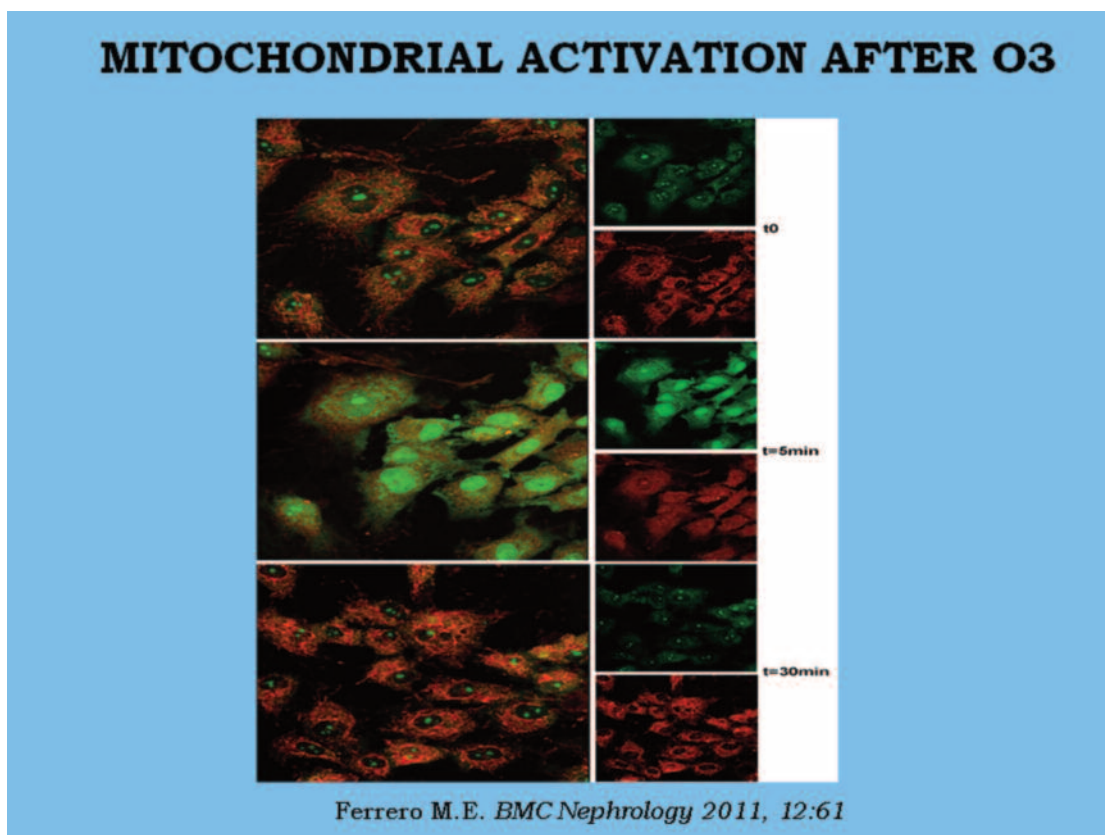 MITOCHONDRIAL ACTIVATION AFTER O3
t0
t=5min
t=30min
Ferrero M.E. BMC Nephrology 2011, 12:61